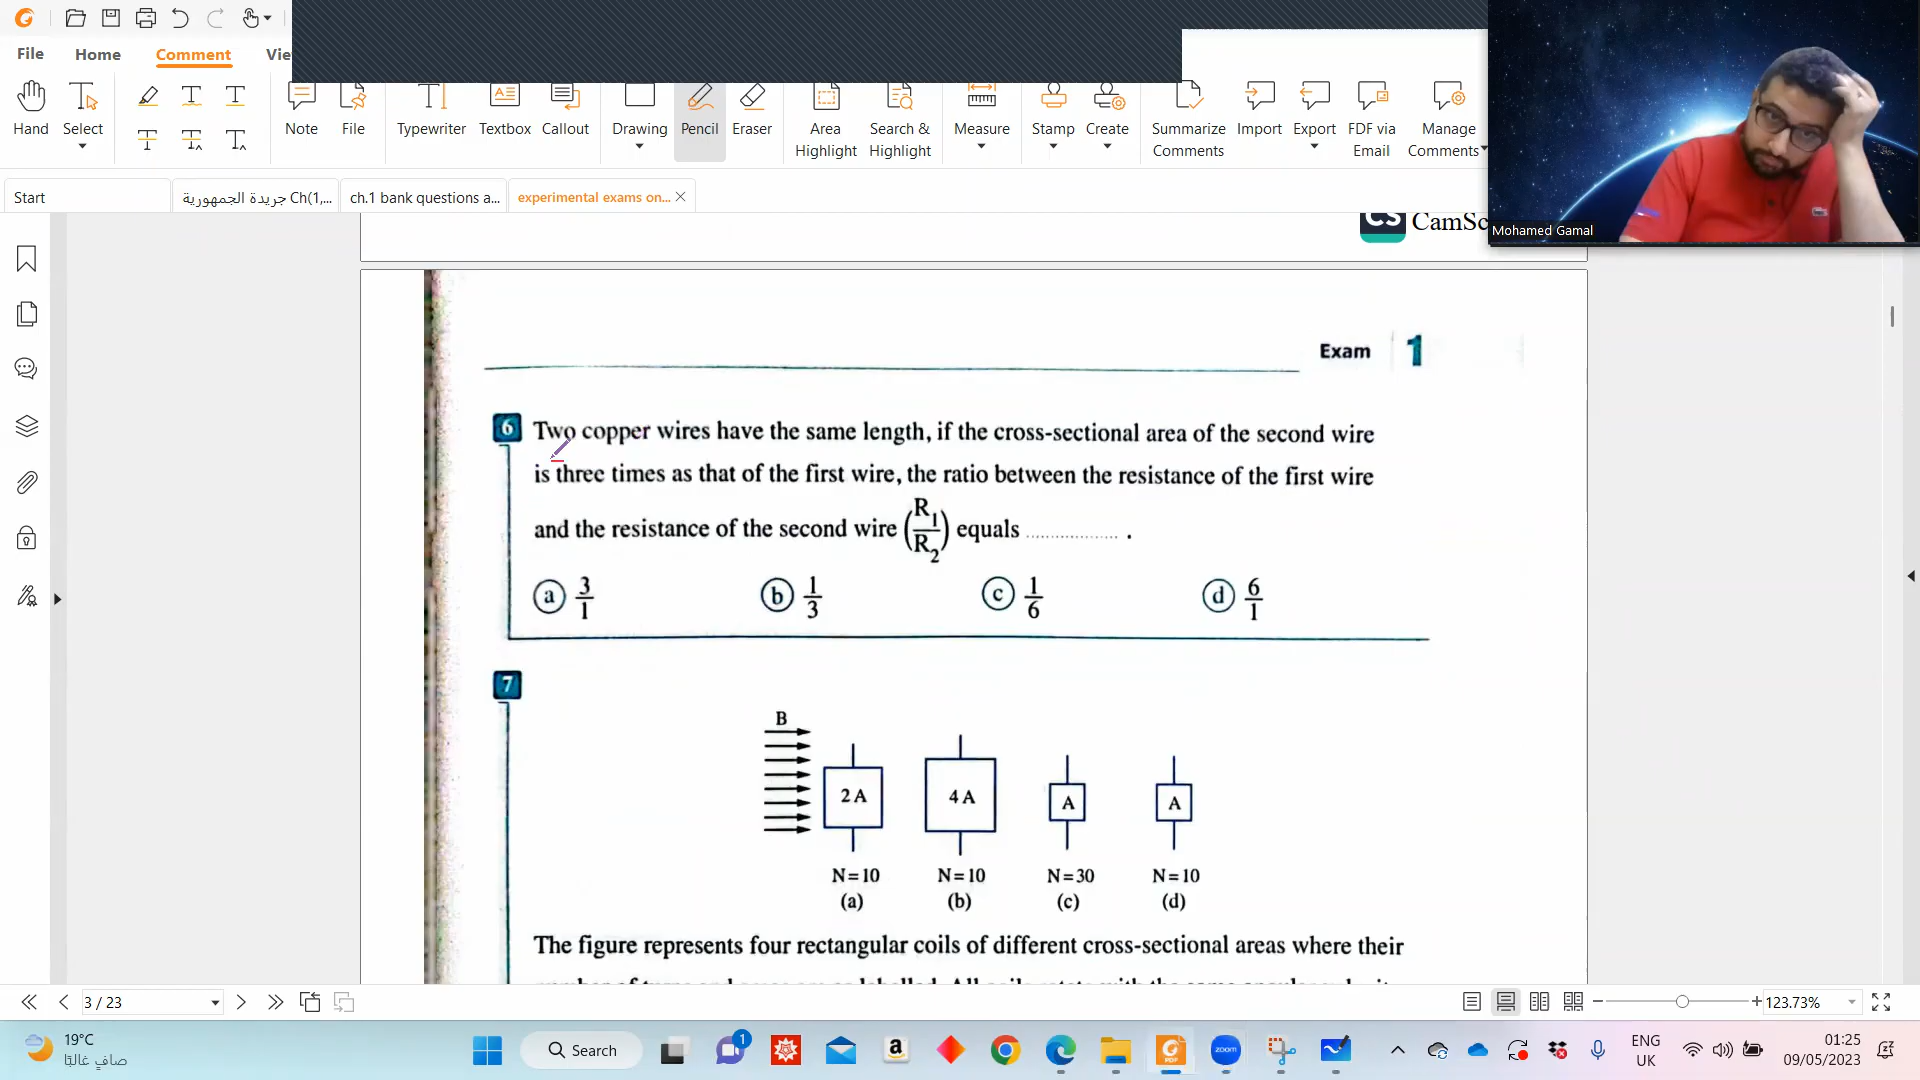 File
Home
Comment
Hand
Select
Note
File
Typewriter
Textbox
Callout
Drawing
Pencil
Eraser
Area
Highlight
Search &
Highlight
Measure
Stamp
Create
Summarize
Comments
Import
Export
FDF via
Email
Manage
Comments
Mohamed Gamal
Start
جريدة الجمهورية Ch(1,...
ch.1 bank questions a...
experimental exams on...
CS
Exam 1
6 Two copper wires have the same length, if the cross-sectional area of the second wire
is three times as that of the first wire, the ratio between the resistance of the first wire
and the resistance of the second wire (R1/R2) equals .................. .
a 3/1 b 1/3 c 1/6 d 6/1
7
B
2 A 4 A A A
N=10 N=10 N=30 N=10
(a) (b) (c) (d)
The figure represents four rectangular coils of different cross-sectional areas where their
3 / 23
123.73%
19°C
صافٍ غالبًا
Search
1
a
zoom
PDF
ENG
UK
01:25
09/05/2023